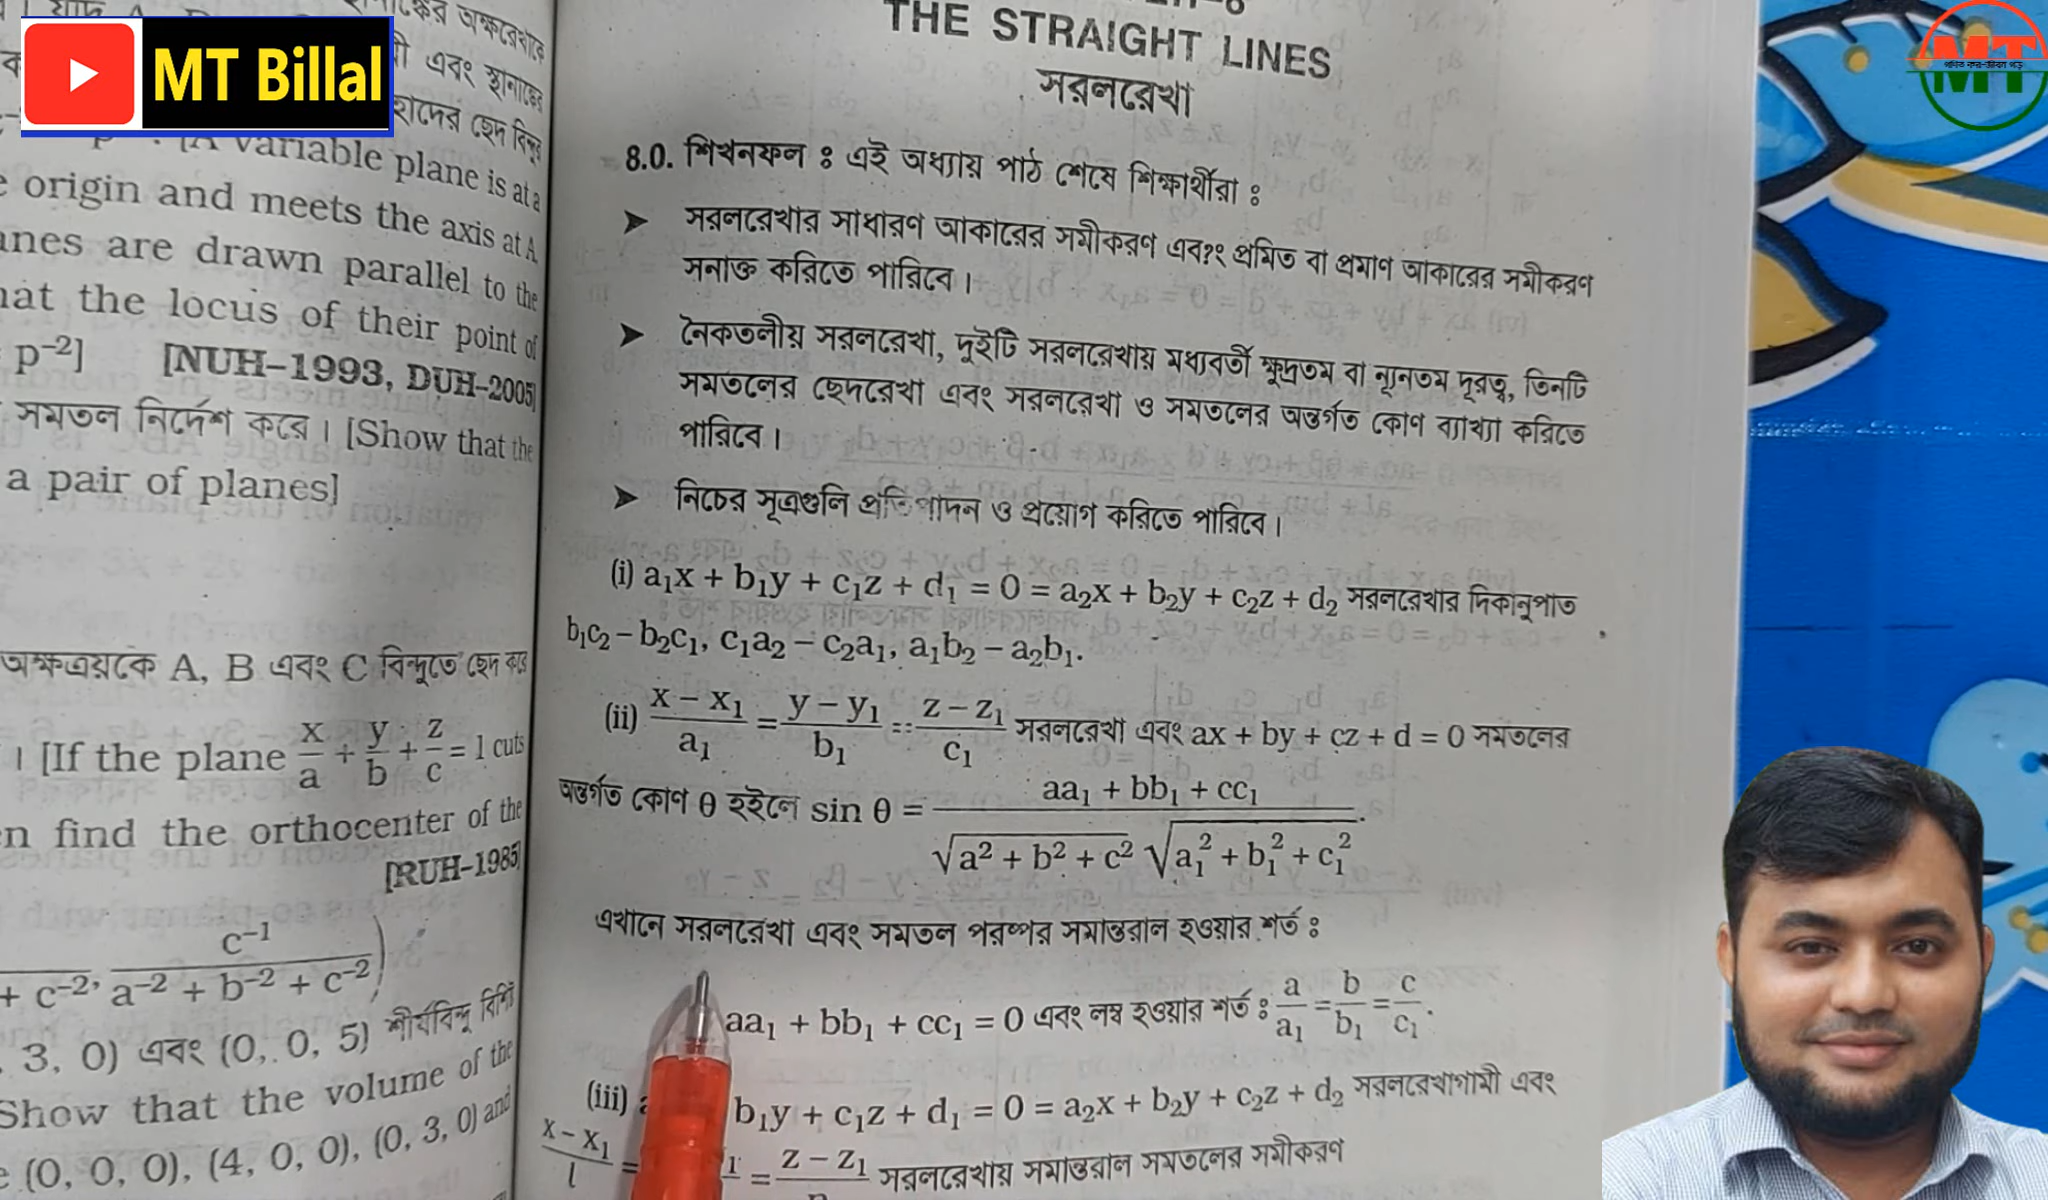 MT Billal
MT
variable plane is at a
origin and meets the axis at A
anes are drawn parallel to the
hat the locus of their point of
p⁻²] [NUH–1993, DUH–2005]
সমতল নির্দেশ করে। [Show that the
a pair of planes]
অক্ষত্রয়কে A, B এবং C বিন্দুতে ছেদ করে
। [If the plane x/a + y/b + z/c = 1 cuts
en find the orthocenter of the
[RUH–1985]
+ c⁻², c⁻¹/(a⁻² + b⁻² + c⁻²))
3, 0) এবং (0, 0, 5) শীর্ষবিন্দু বিশি
Show that the volume of the
(0, 0, 0), (4, 0, 0), (0, 3, 0) and
THE STRAIGHT LINES
সরলরেখা
8.0. শিখনফল ঃ এই অধ্যায় পাঠ শেষে শিক্ষার্থীরা ঃ
➤ সরলরেখার সাধারণ আকারের সমীকরণ এব?ং প্রমিত বা প্রমাণ আকারের সমীকরণ
সনাক্ত করিতে পারিবে।
➤ নৈকতলীয় সরলরেখা, দুইটি সরলরেখায় মধ্যবর্তী ক্ষুদ্রতম বা ন্যূনতম দূরত্ব, তিনটি
সমতলের ছেদরেখা এবং সরলরেখা ও সমতলের অন্তর্গত কোণ ব্যাখ্যা করিতে
পারিবে।
➤ নিচের সূত্রগুলি প্রতিপাদন ও প্রয়োগ করিতে পারিবে।
(i) a₁x + b₁y + c₁z + d₁ = 0 = a₂x + b₂y + c₂z + d₂ সরলরেখার দিকানুপাত
b₁c₂ – b₂c₁, c₁a₂ – c₂a₁, a₁b₂ – a₂b₁.
(ii) (x – x₁)/a₁ = (y – y₁)/b₁ = (z – z₁)/c₁ সরলরেখা এবং ax + by + cz + d = 0 সমতলের
অন্তর্গত কোণ θ হইলে sin θ = (aa₁ + bb₁ + cc₁)/(√(a² + b² + c²) √(a₁² + b₁² + c₁²)).
এখানে সরলরেখা এবং সমতল পরষ্পর সমান্তরাল হওয়ার শর্ত ঃ
aa₁ + bb₁ + cc₁ = 0 এবং লম্ব হওয়ার শর্ত ঃ a/a₁ = b/b₁ = c/c₁.
(iii) b₁y + c₁z + d₁ = 0 = a₂x + b₂y + c₂z + d₂ সরলরেখাগামী এবং
(x – x₁)/l = = z – z₁ সরলরেখায় সমান্তরাল সমতলের সমীকরণ